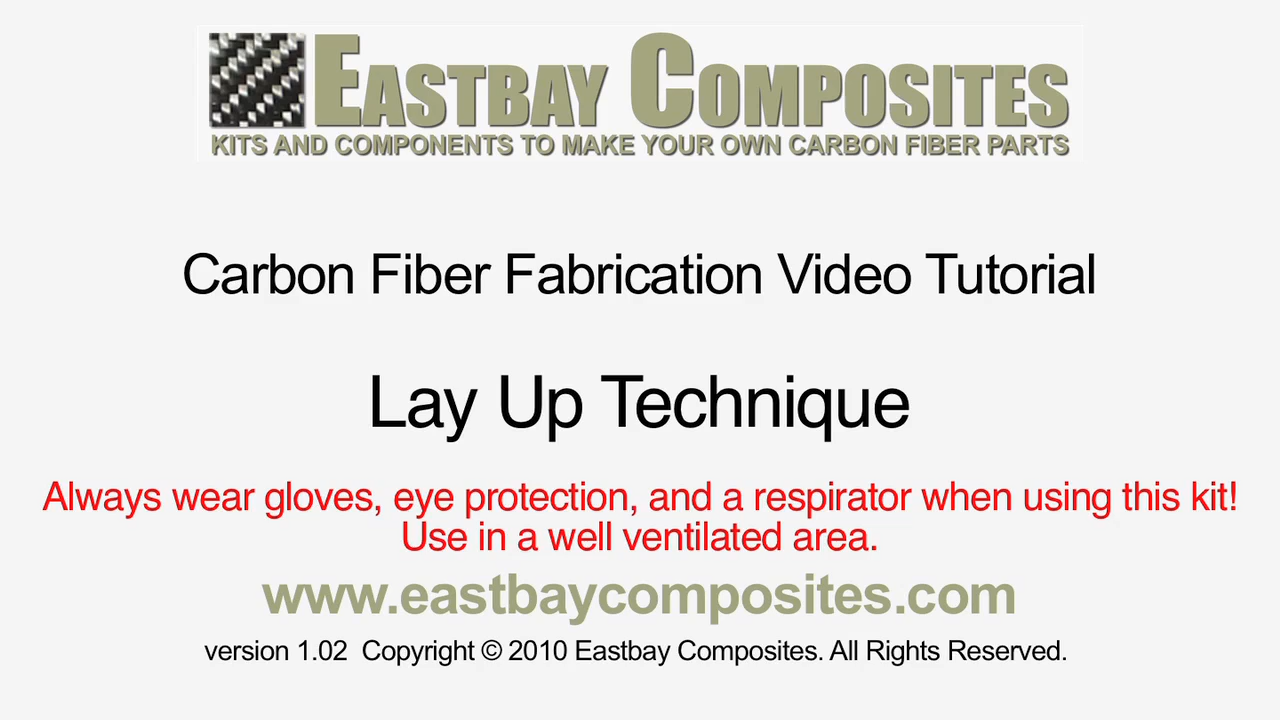 EASTBAY COMPOSITES
KITS AND COMPONENTS TO MAKE YOUR OWN CARBON FIBER PARTS
Carbon Fiber Fabrication Video Tutorial
Lay Up Technique
Always wear gloves, eye protection, and a respirator when using this kit!
Use in a well ventilated area.
www.eastbaycomposites.com
version 1.02 Copyright © 2010 Eastbay Composites. All Rights Reserved.